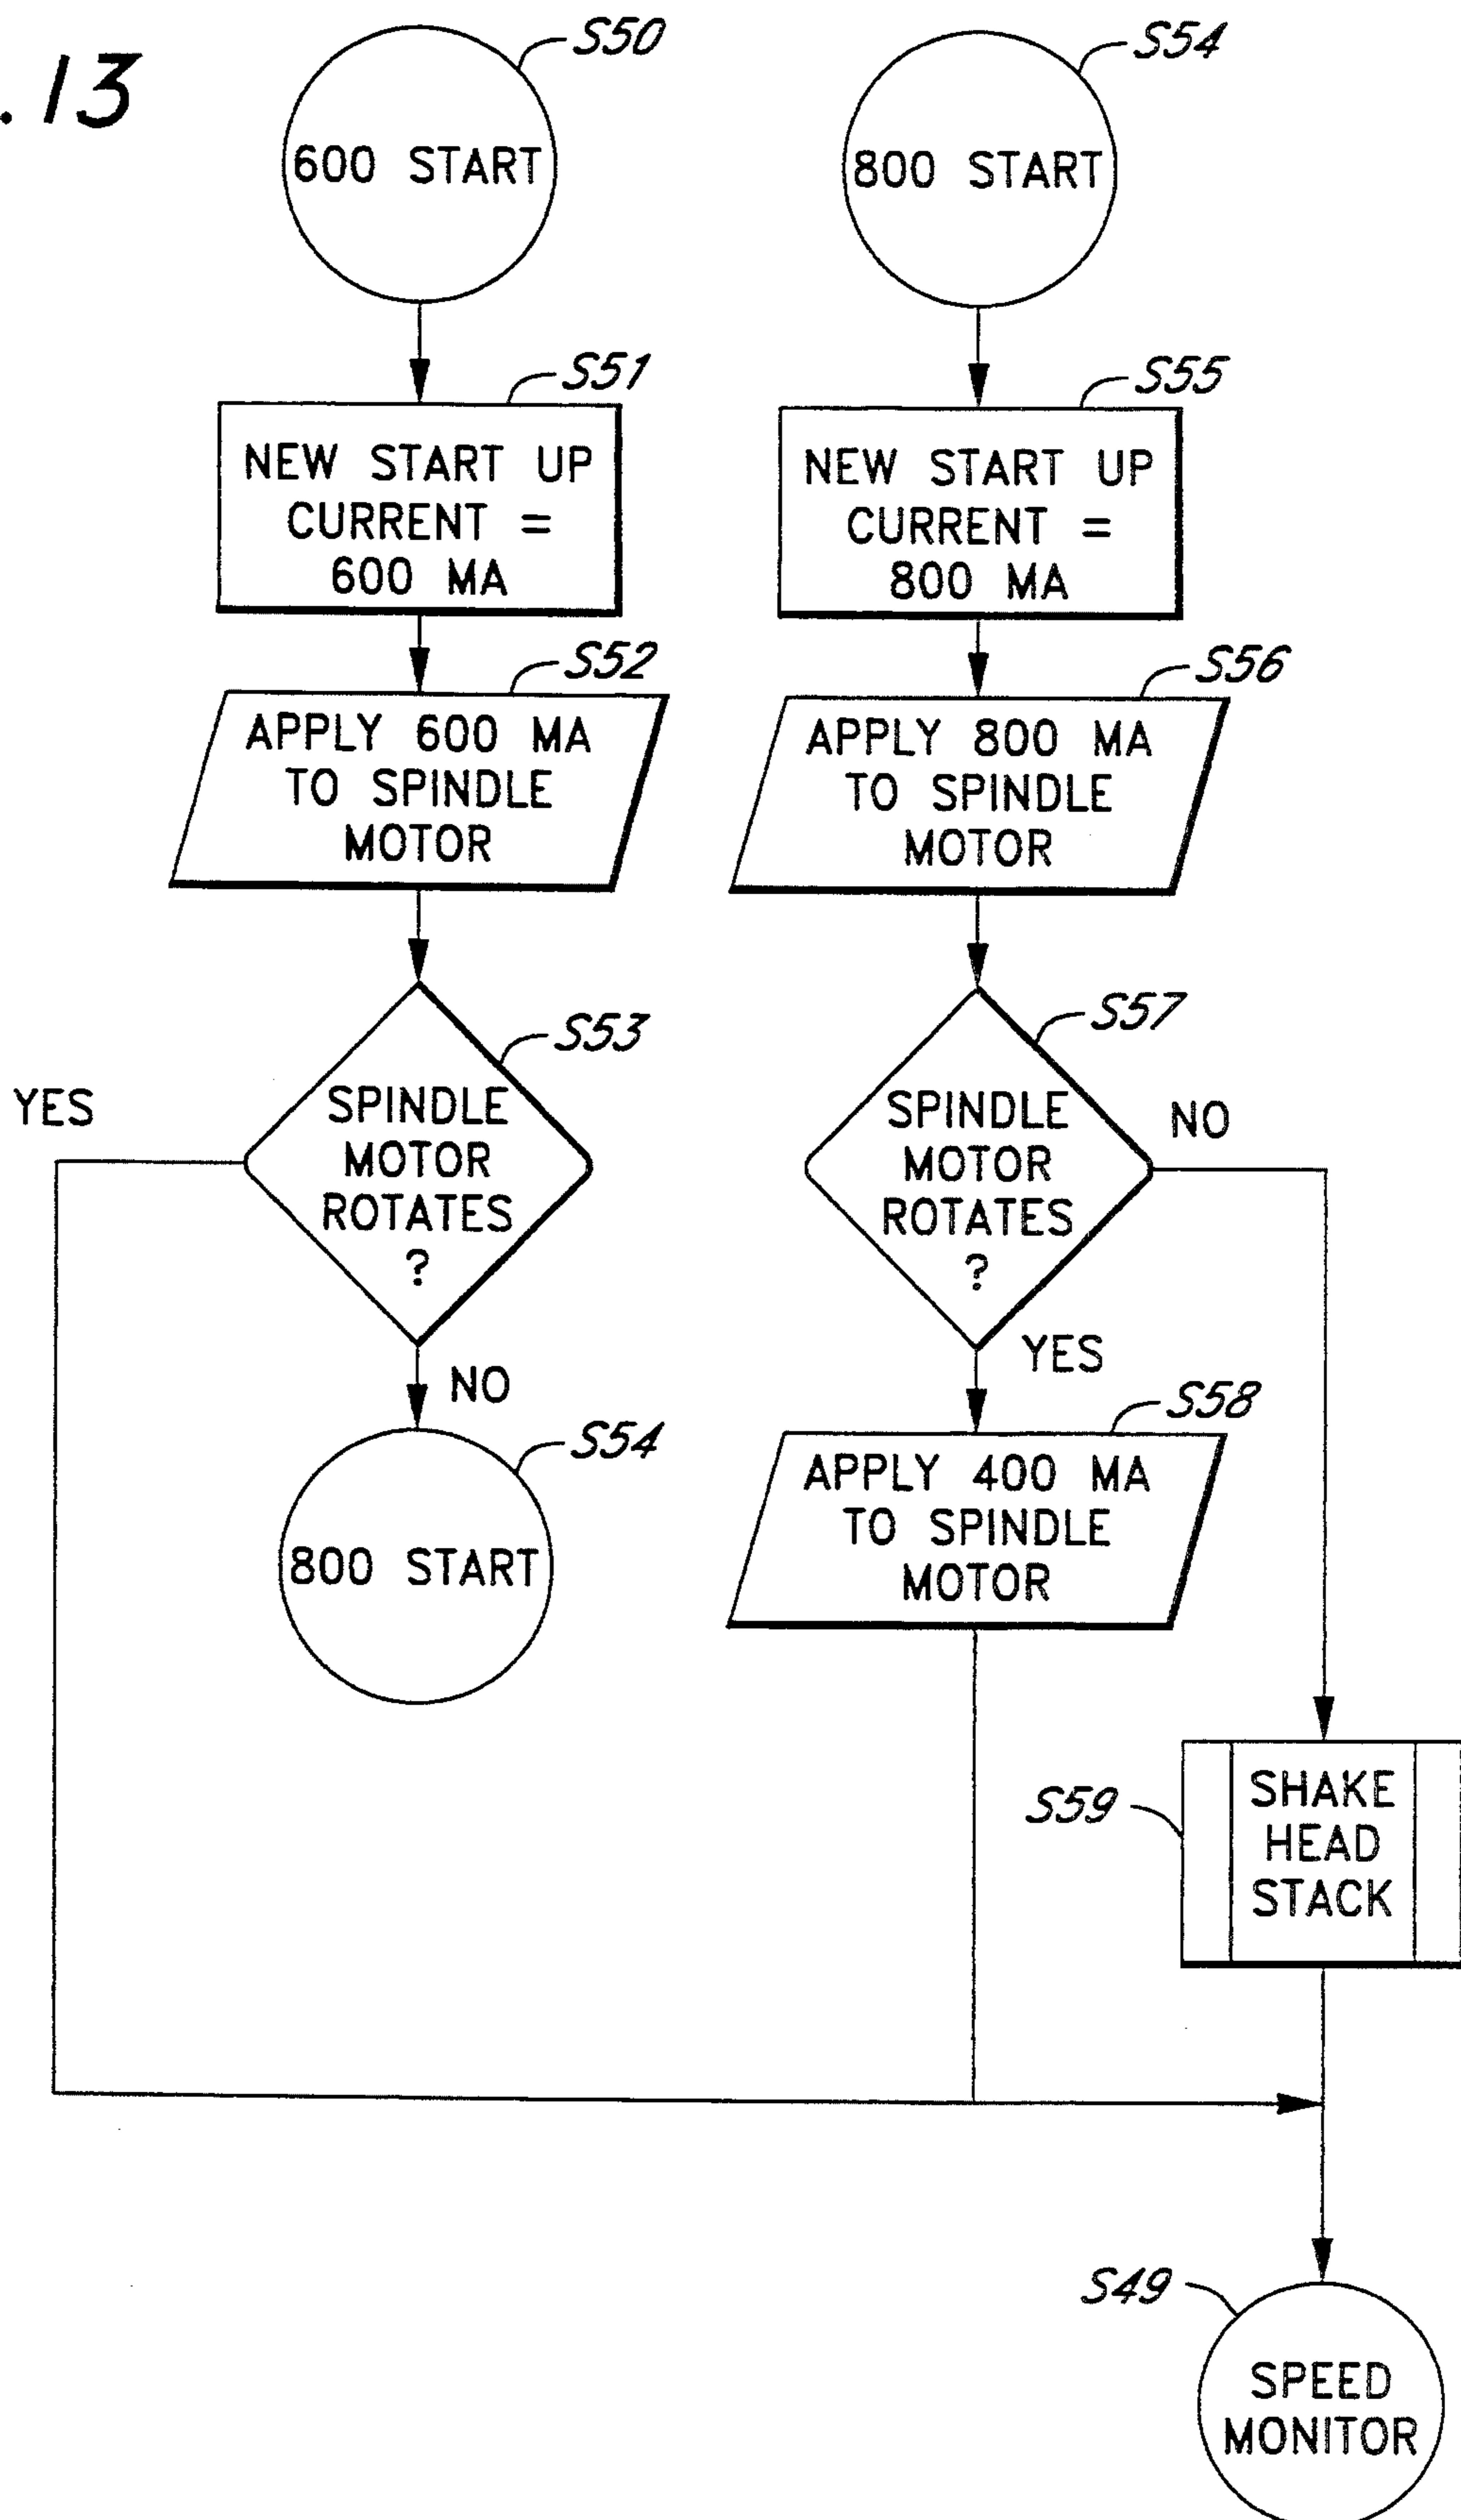 .13
S50
600 START
S51
NEW START UP
CURRENT =
600 MA
S52
APPLY 600 MA
TO SPINDLE
MOTOR
S53
SPINDLE
MOTOR
ROTATES
?
YES
NO
S54
800 START
S54
800 START
S55
NEW START UP
CURRENT =
800 MA
S56
APPLY 800 MA
TO SPINDLE
MOTOR
S57
SPINDLE
MOTOR
ROTATES
?
NO
YES
S58
APPLY 400 MA
TO SPINDLE
MOTOR
S59
SHAKE
HEAD
STACK
S49
SPEED
MONITOR